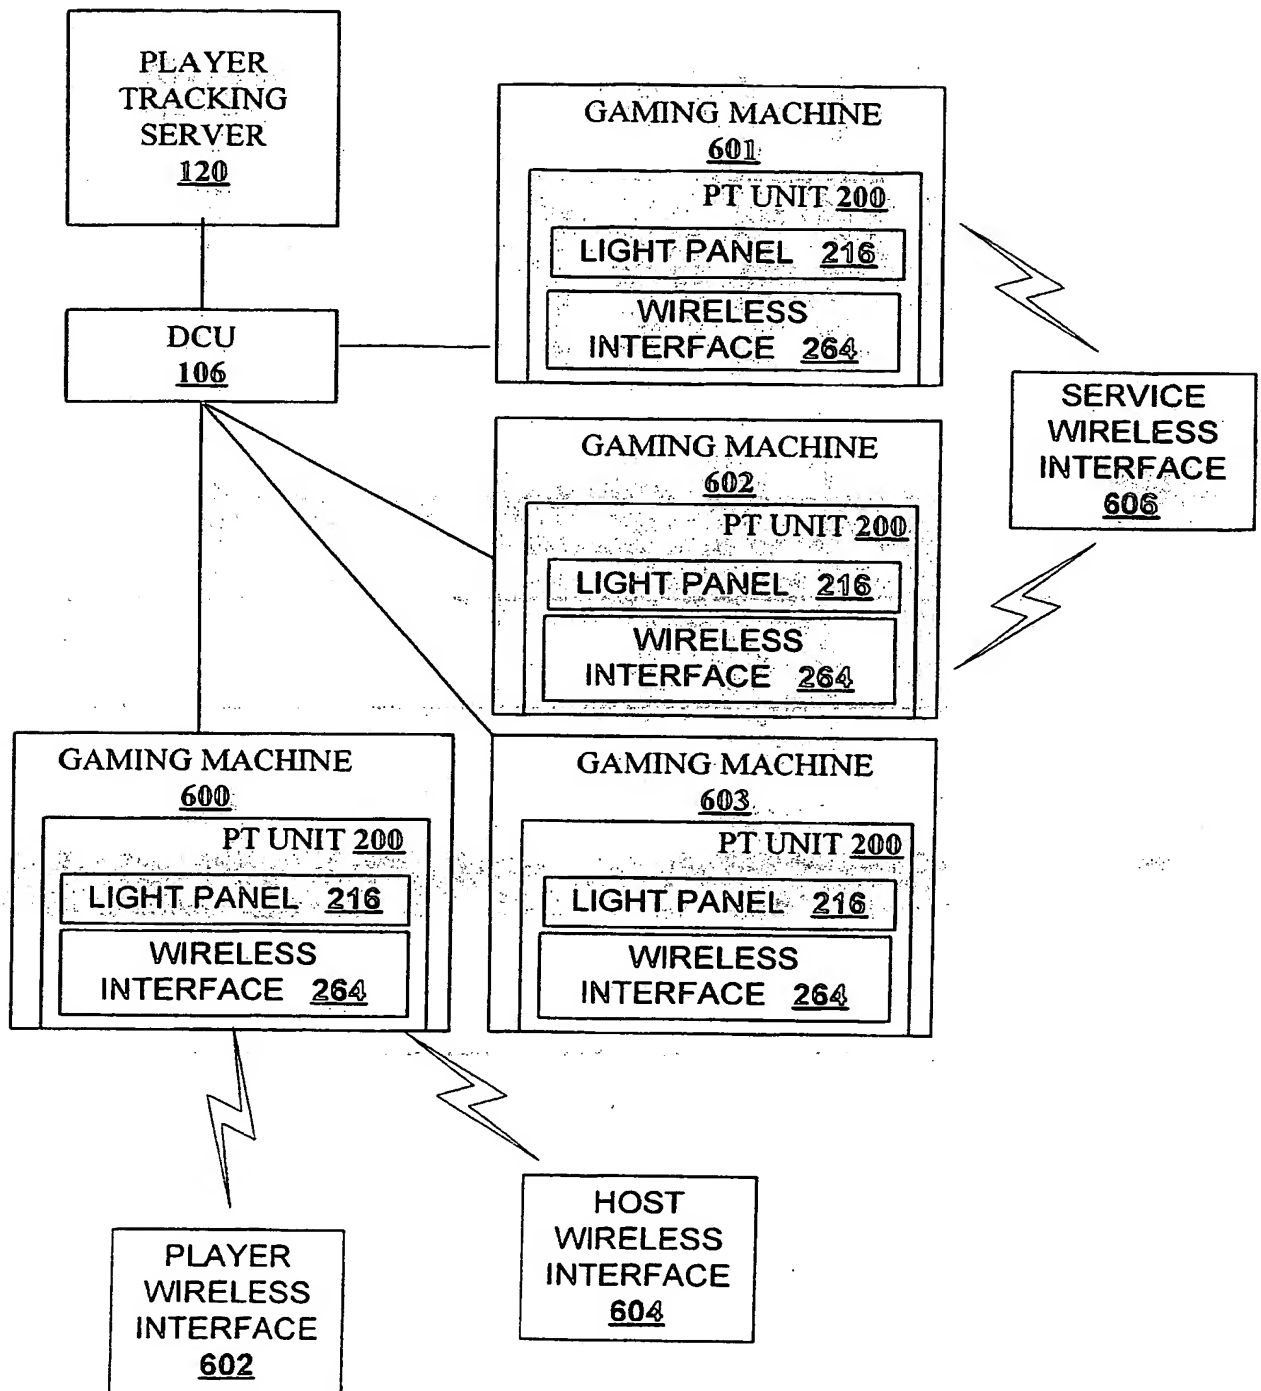 PLAYER
TRACKING
SERVER
120
DCU
106
GAMING MACHINE
601
PT UNIT 200
LIGHT PANEL 216
WIRELESS
INTERFACE 264
GAMING MACHINE
602
PT UNIT 200
LIGHT PANEL 216
WIRELESS
INTERFACE 264
SERVICE
WIRELESS
INTERFACE
606
GAMING MACHINE
600
PT UNIT 200
LIGHT PANEL 216
WIRELESS
INTERFACE 264
GAMING MACHINE
603
PT UNIT 200
LIGHT PANEL 216
WIRELESS
INTERFACE 264
PLAYER
WIRELESS
INTERFACE
602
HOST
WIRELESS
INTERFACE
604